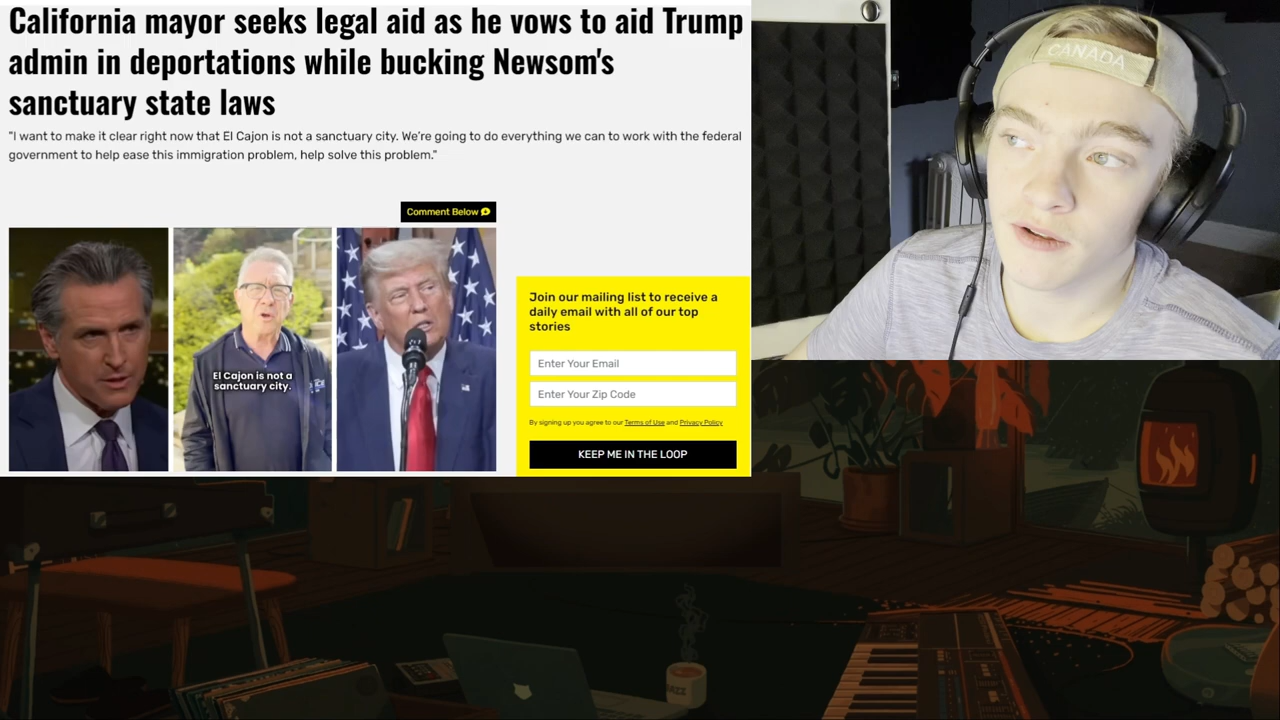 California mayor seeks legal aid as he vows to aid Trump
admin in deportations while bucking Newsom's
sanctuary state laws
"I want to make it clear right now that El Cajon is not a sanctuary city. We're going to do everything we can to work with the federal
government to help ease this immigration problem, help solve this problem."
Comment Below
El Cajon is not a
sanctuary city.
Join our mailing list to receive a
daily email with all of our top
stories
Enter Your Email
Enter Your Zip Code
By signing up you agree to our Terms of Use and Privacy Policy
KEEP ME IN THE LOOP
CANADA
JAZZ